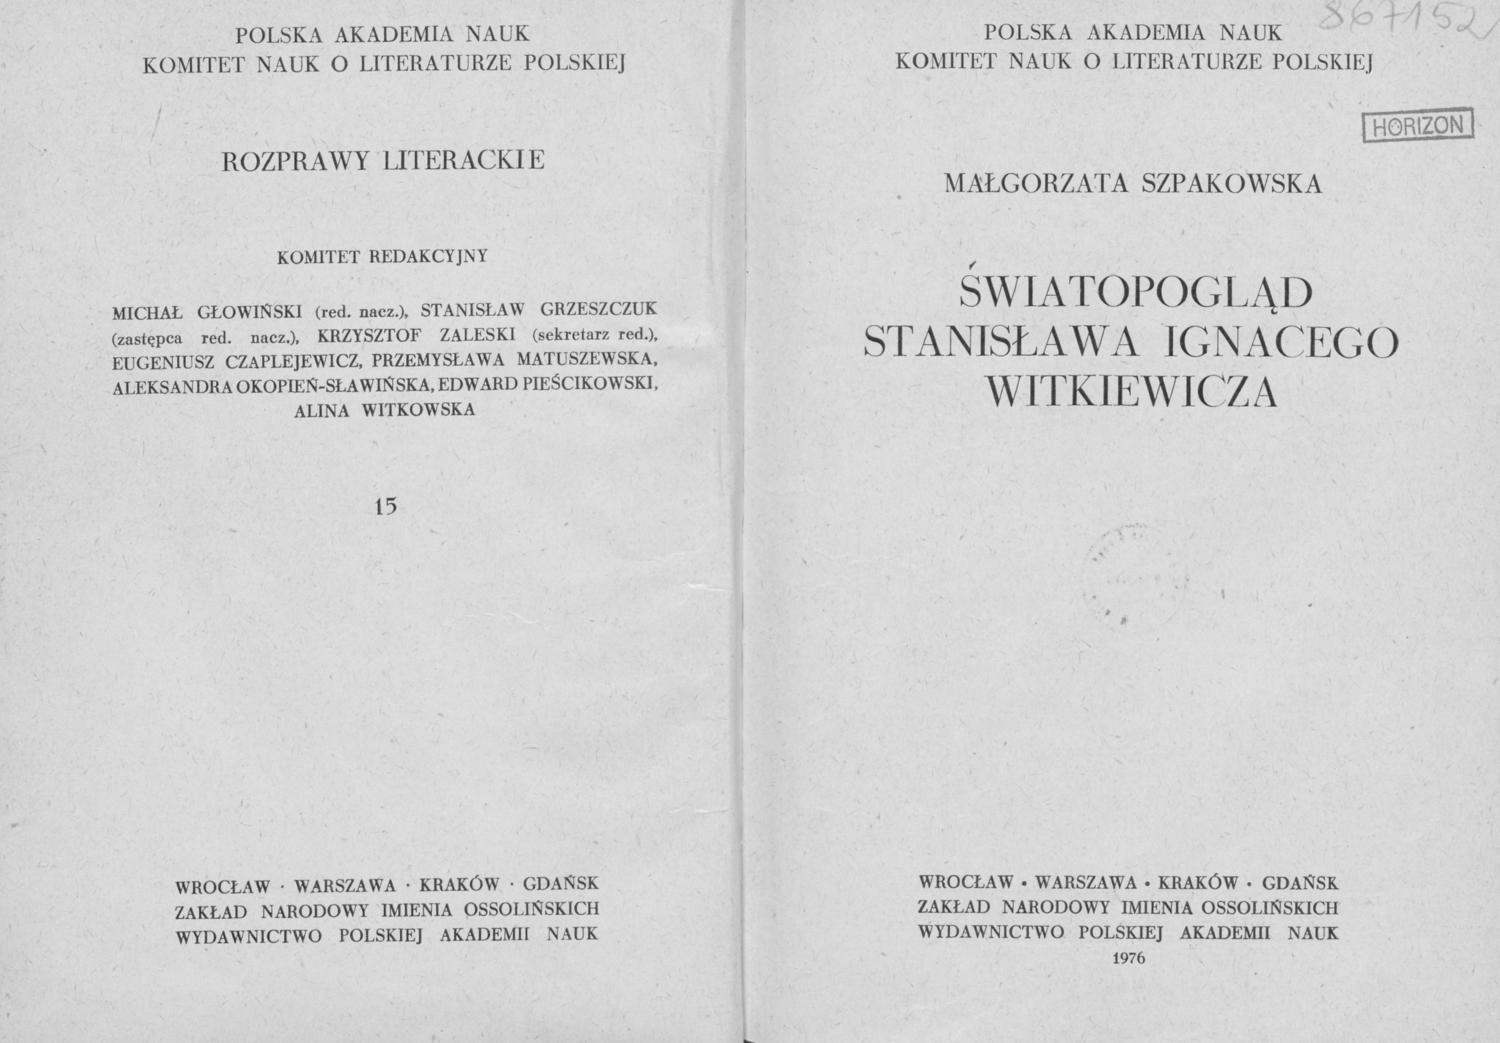 POLSKA AKADEMIA NAUK
KOMITET NAUK O LITERATURZE POLSKIEJ
ROZPRAWY LITERACKIE
KOMITET REDAKCYJNY
MICHAŁ GŁOWIŃSKI (red. nacz.), STANISŁAW GRZESZCZUK
(zastępca red. nacz.), KRZYSZTOF ZALESKI (sekretarz red.),
EUGENIUSZ CZAPLEJEWICZ, PRZEMYSŁAWA MATUSZEWSKA,
ALEKSANDRA OKOPIEŃ-SŁAWIŃSKA, EDWARD PIEŚCIKOWSKI,
ALINA WITKOWSKA
15
WROCŁAW · WARSZAWA · KRAKÓW · GDAŃSK
ZAKŁAD NARODOWY IMIENIA OSSOLIŃSKICH
WYDAWNICTWO POLSKIEJ AKADEMII NAUK
867152
POLSKA AKADEMIA NAUK
KOMITET NAUK O LITERATURZE POLSKIEJ
HORIZON
MAŁGORZATA SZPAKOWSKA
ŚWIATOPOGLĄD
STANISŁAWA IGNACEGO
WITKIEWICZA
WROCŁAW · WARSZAWA · KRAKÓW · GDAŃSK
ZAKŁAD NARODOWY IMIENIA OSSOLIŃSKICH
WYDAWNICTWO POLSKIEJ AKADEMII NAUK
1976